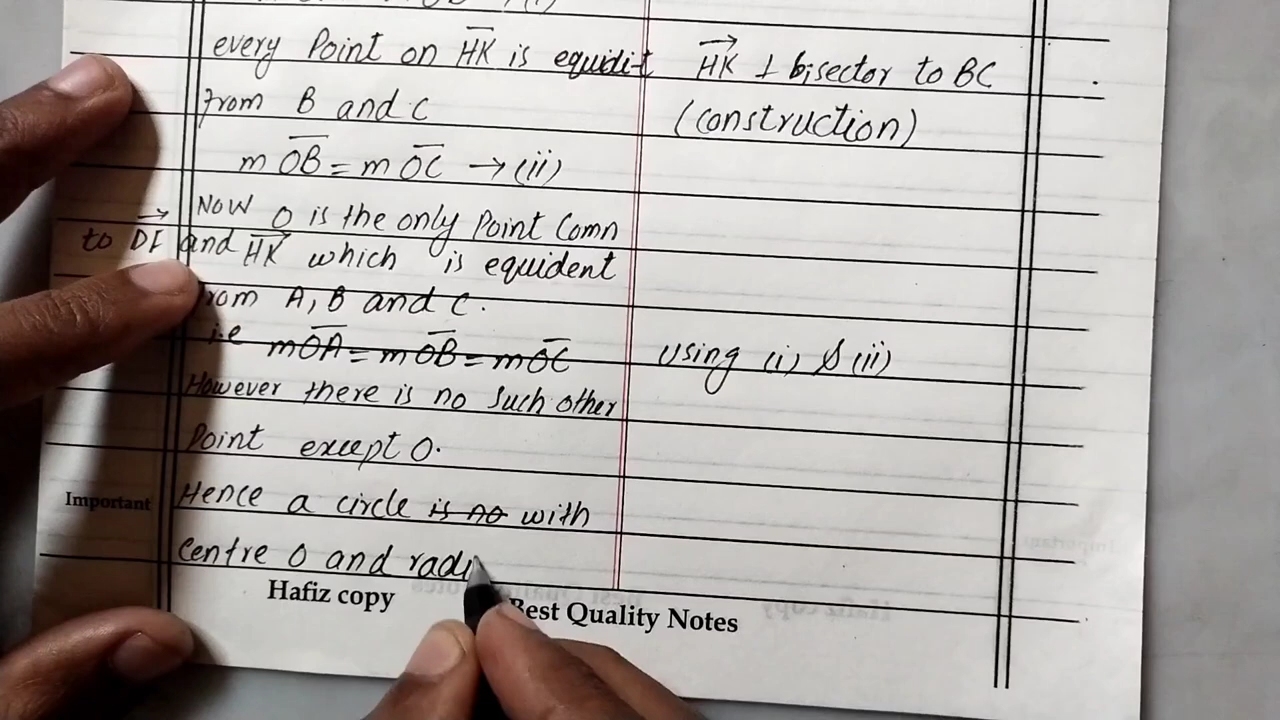 every Point on HK is equidit HK ⊥ bisector to BC
from B and C (construction)
m OB = m OC → (ii)
Now O is the only Point Comn
to DF and HK which is equident
from A, B and C.
i.e mOA = mOB = mOC Using (i) & (ii)
However there is no such other
Point except O.
Important Hence a circle is no with
Centre O and radi
Hafiz copy Best Quality Notes